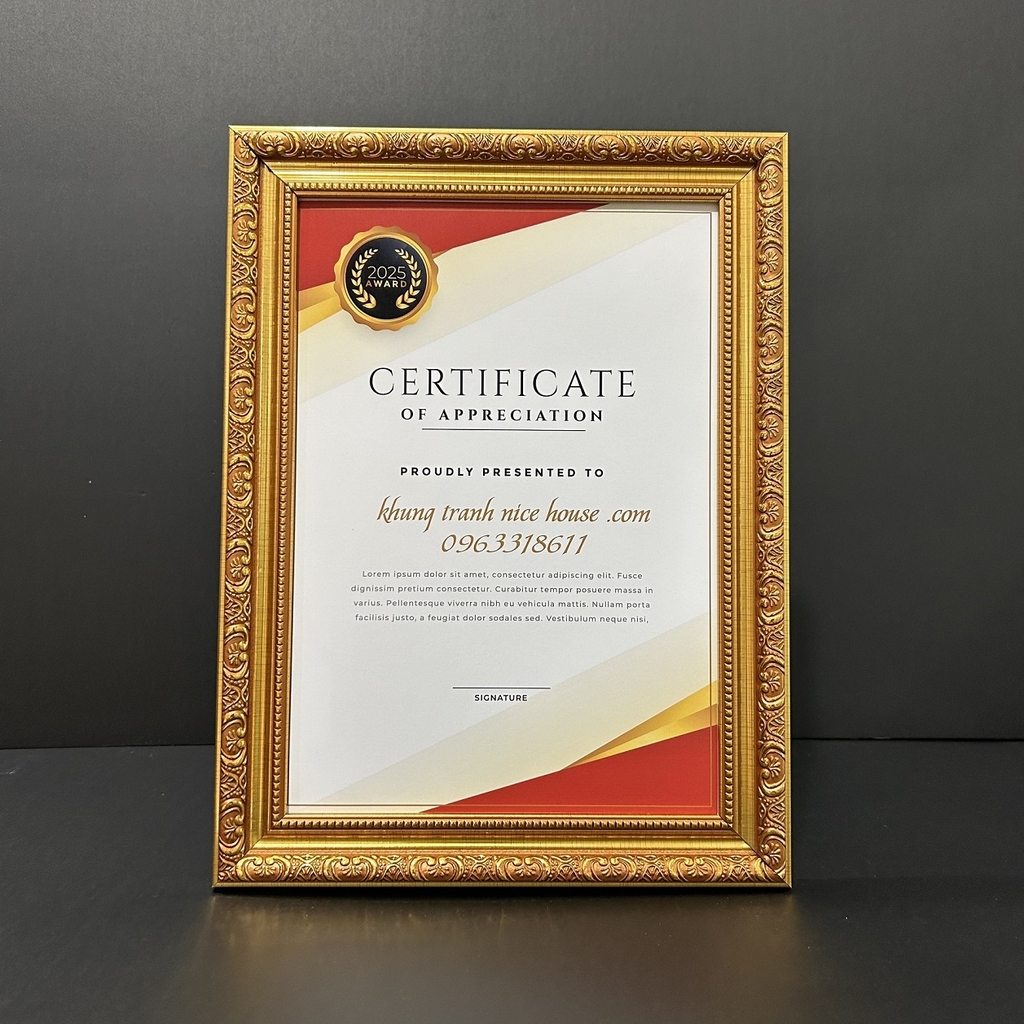 2025
AWARD
CERTIFICATE
OF APPRECIATION
PROUDLY PRESENTED TO
khung tranh nice house .com
0963318611
Lorem ipsum dolor sit amet, consectetur adipiscing elit. Fusce
dignissim pretium consectetur. Curabitur tempor posuere massa in
varius. Pellentesque viverra nibh eu vehicula mattis. Nullam porta
facilisis justo, a feugiat dolor sodales sed. Vestibulum neque nisi,
SIGNATURE